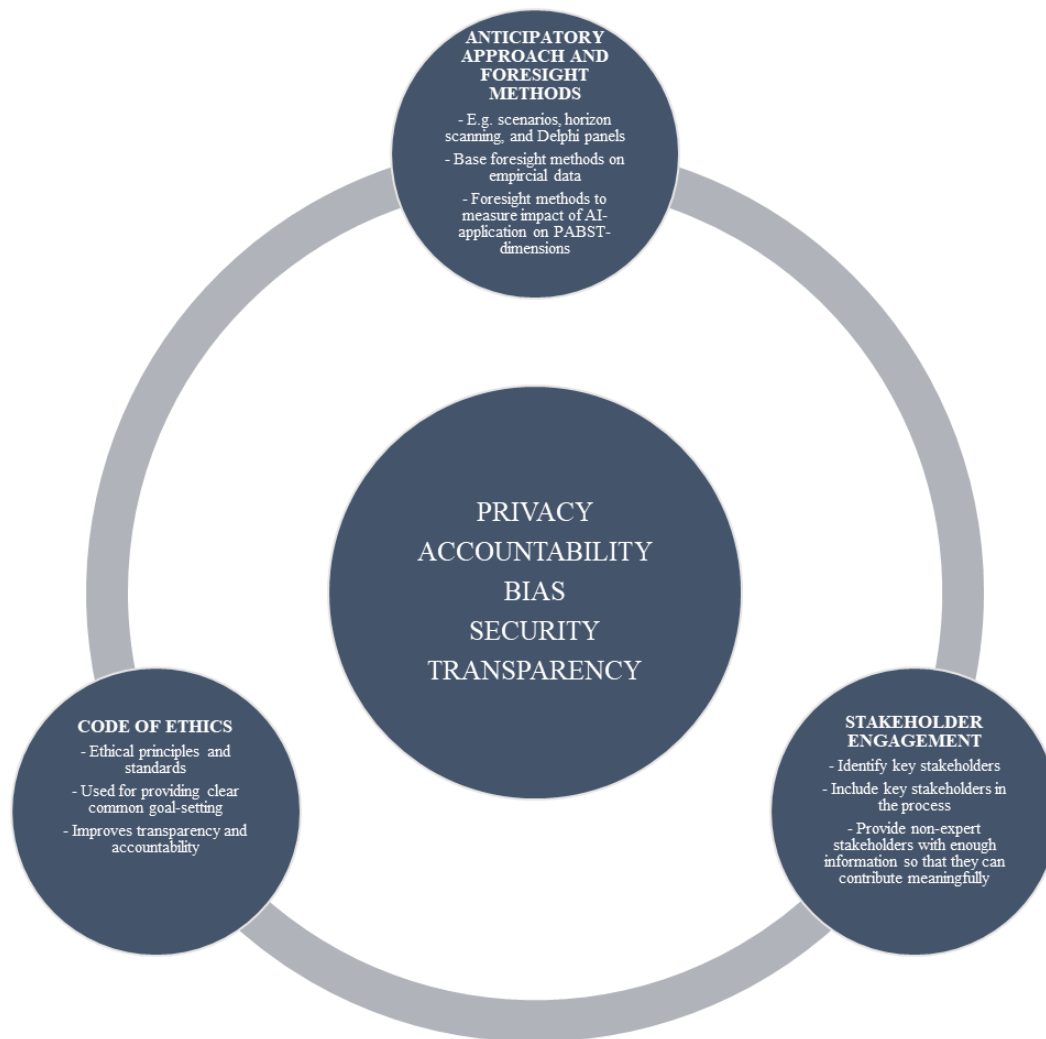 ANTICIPATORY
APPROACH AND
FORESIGHT
METHODS
- E.g. scenarios, horizon
scanning, and Delphi panels
- Base foresight methods on
empircial data
- Foresight methods to
measure impact of AI-
application on PABST-
dimensions
PRIVACY
ACCOUNTABILITY
BIAS
SECURITY
TRANSPARENCY
CODE OF ETHICS
- Ethical principles and
standards
- Used for providing clear
common goal-setting
- Improves transparency and
accountability
STAKEHOLDER
ENGAGEMENT
- Identify key stakeholders
- Include key stakeholders in
the process
- Provide non-expert
stakeholders with enough
information so that they can
contribute meaningfully